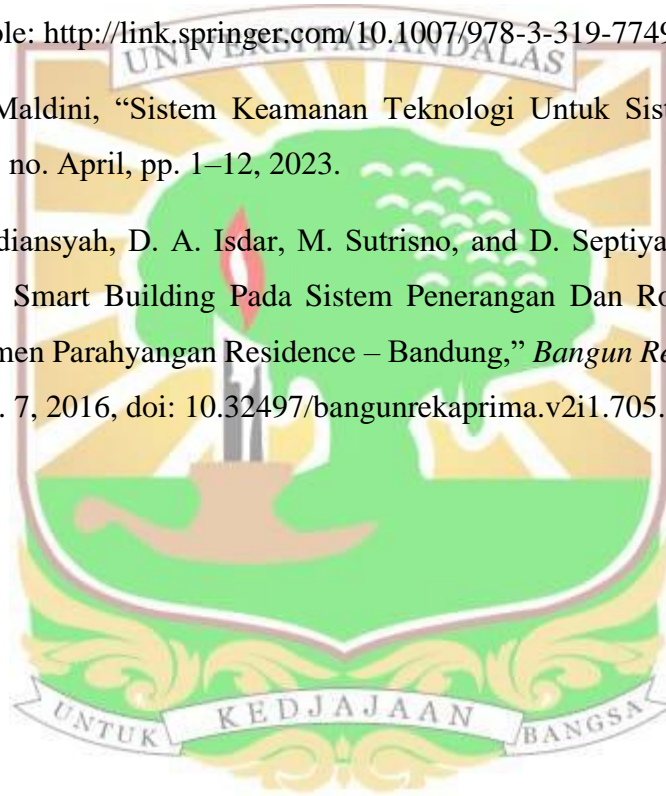 ole: http://link.springer.com/10.1007/978-3-319-7749
UNIVERSITAS ANDALAS
Maldini, “Sistem Keamanan Teknologi Untuk Sist
no. April, pp. 1–12, 2023.
diansyah, D. A. Isdar, M. Sutrisno, and D. Septiya
Smart Building Pada Sistem Penerangan Dan Ro
men Parahyangan Residence – Bandung,” Bangun Re
. 7, 2016, doi: 10.32497/bangunrekaprima.v2i1.705.
UNTUK KEDJAJAAN BANGSA